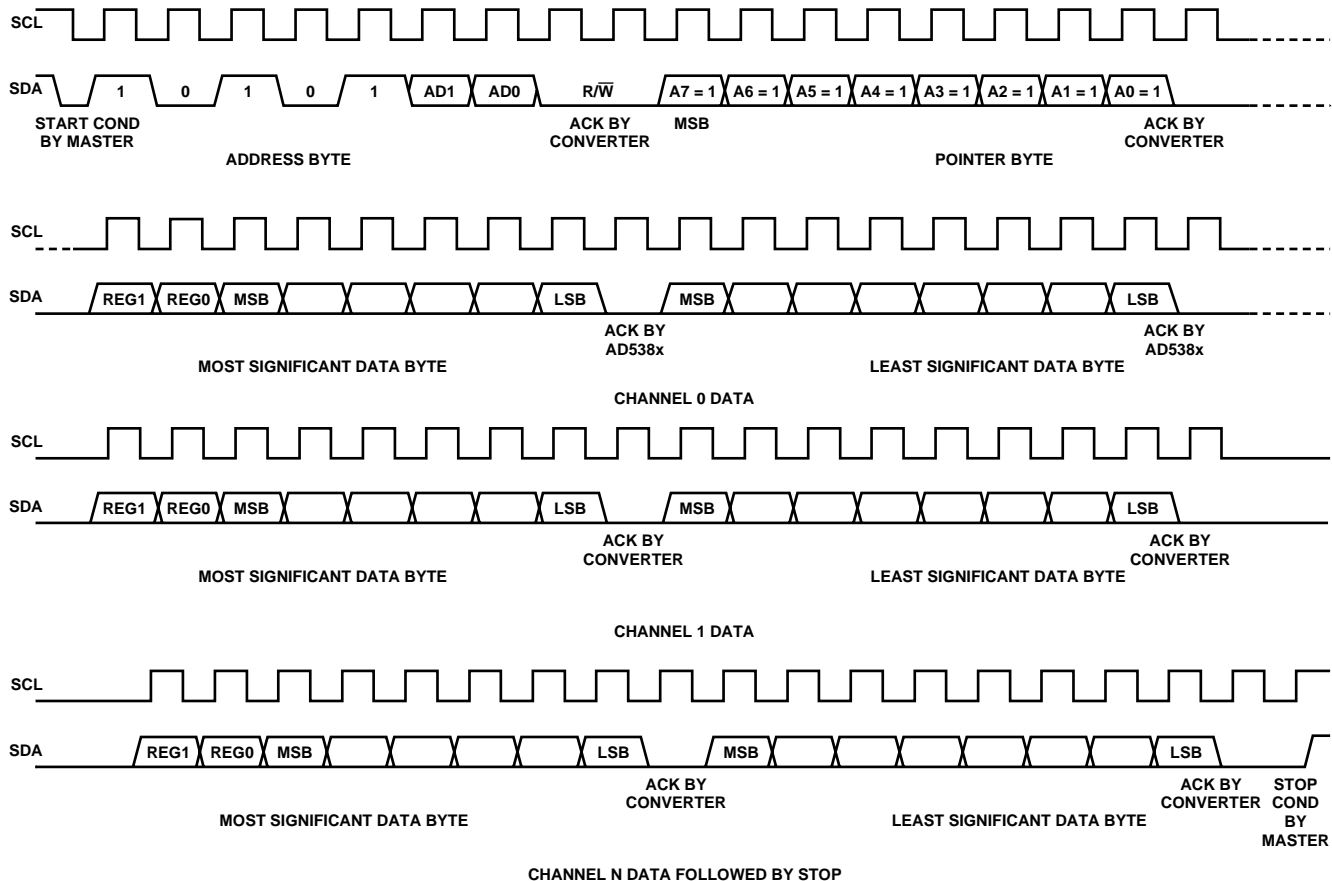 SCL
SDA 1 0 1 0 1 AD1 AD0 R/W̅ A7 = 1 A6 = 1 A5 = 1 A4 = 1 A3 = 1 A2 = 1 A1 = 1 A0 = 1
START COND ACK BY MSB ACK BY
BY MASTER CONVERTER CONVERTER
ADDRESS BYTE POINTER BYTE
SCL
SDA REG1 REG0 MSB LSB MSB LSB
ACK BY ACK BY
AD538x AD538x
MOST SIGNIFICANT DATA BYTE LEAST SIGNIFICANT DATA BYTE
CHANNEL 0 DATA
SCL
SDA REG1 REG0 MSB LSB MSB LSB
ACK BY ACK BY
CONVERTER CONVERTER
MOST SIGNIFICANT DATA BYTE LEAST SIGNIFICANT DATA BYTE
CHANNEL 1 DATA
SCL
SDA REG1 REG0 MSB LSB MSB LSB
ACK BY ACK BY STOP
CONVERTER CONVERTER COND
MOST SIGNIFICANT DATA BYTE LEAST SIGNIFICANT DATA BYTE BY
MASTER
CHANNEL N DATA FOLLOWED BY STOP